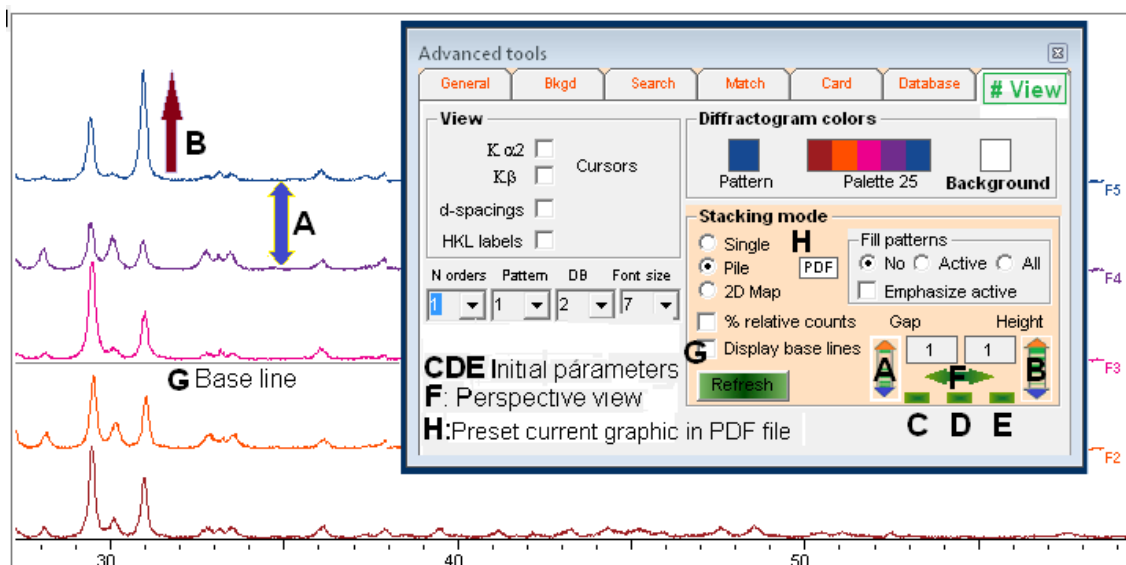 Advanced tools
General Bkgd Search Match Card Database # View
View
K α2
Kβ
Cursors
d-spacings
HKL labels
N orders Pattern DB Font size
1 1 2 7
Diffractogram colors
Pattern Palette 25 Background
Stacking mode
Single H
Pile PDF
2D Map
Fill patterns
No Active All
Emphasize active
% relative counts
G Display base lines
Gap Height
1 1
A F B
Refresh
C D E
CDE Initial párameters
F: Perspective view
H:Preset current graphic in PDF file
B
A
G Base line
F5
F4
F3
F2
30 40 50